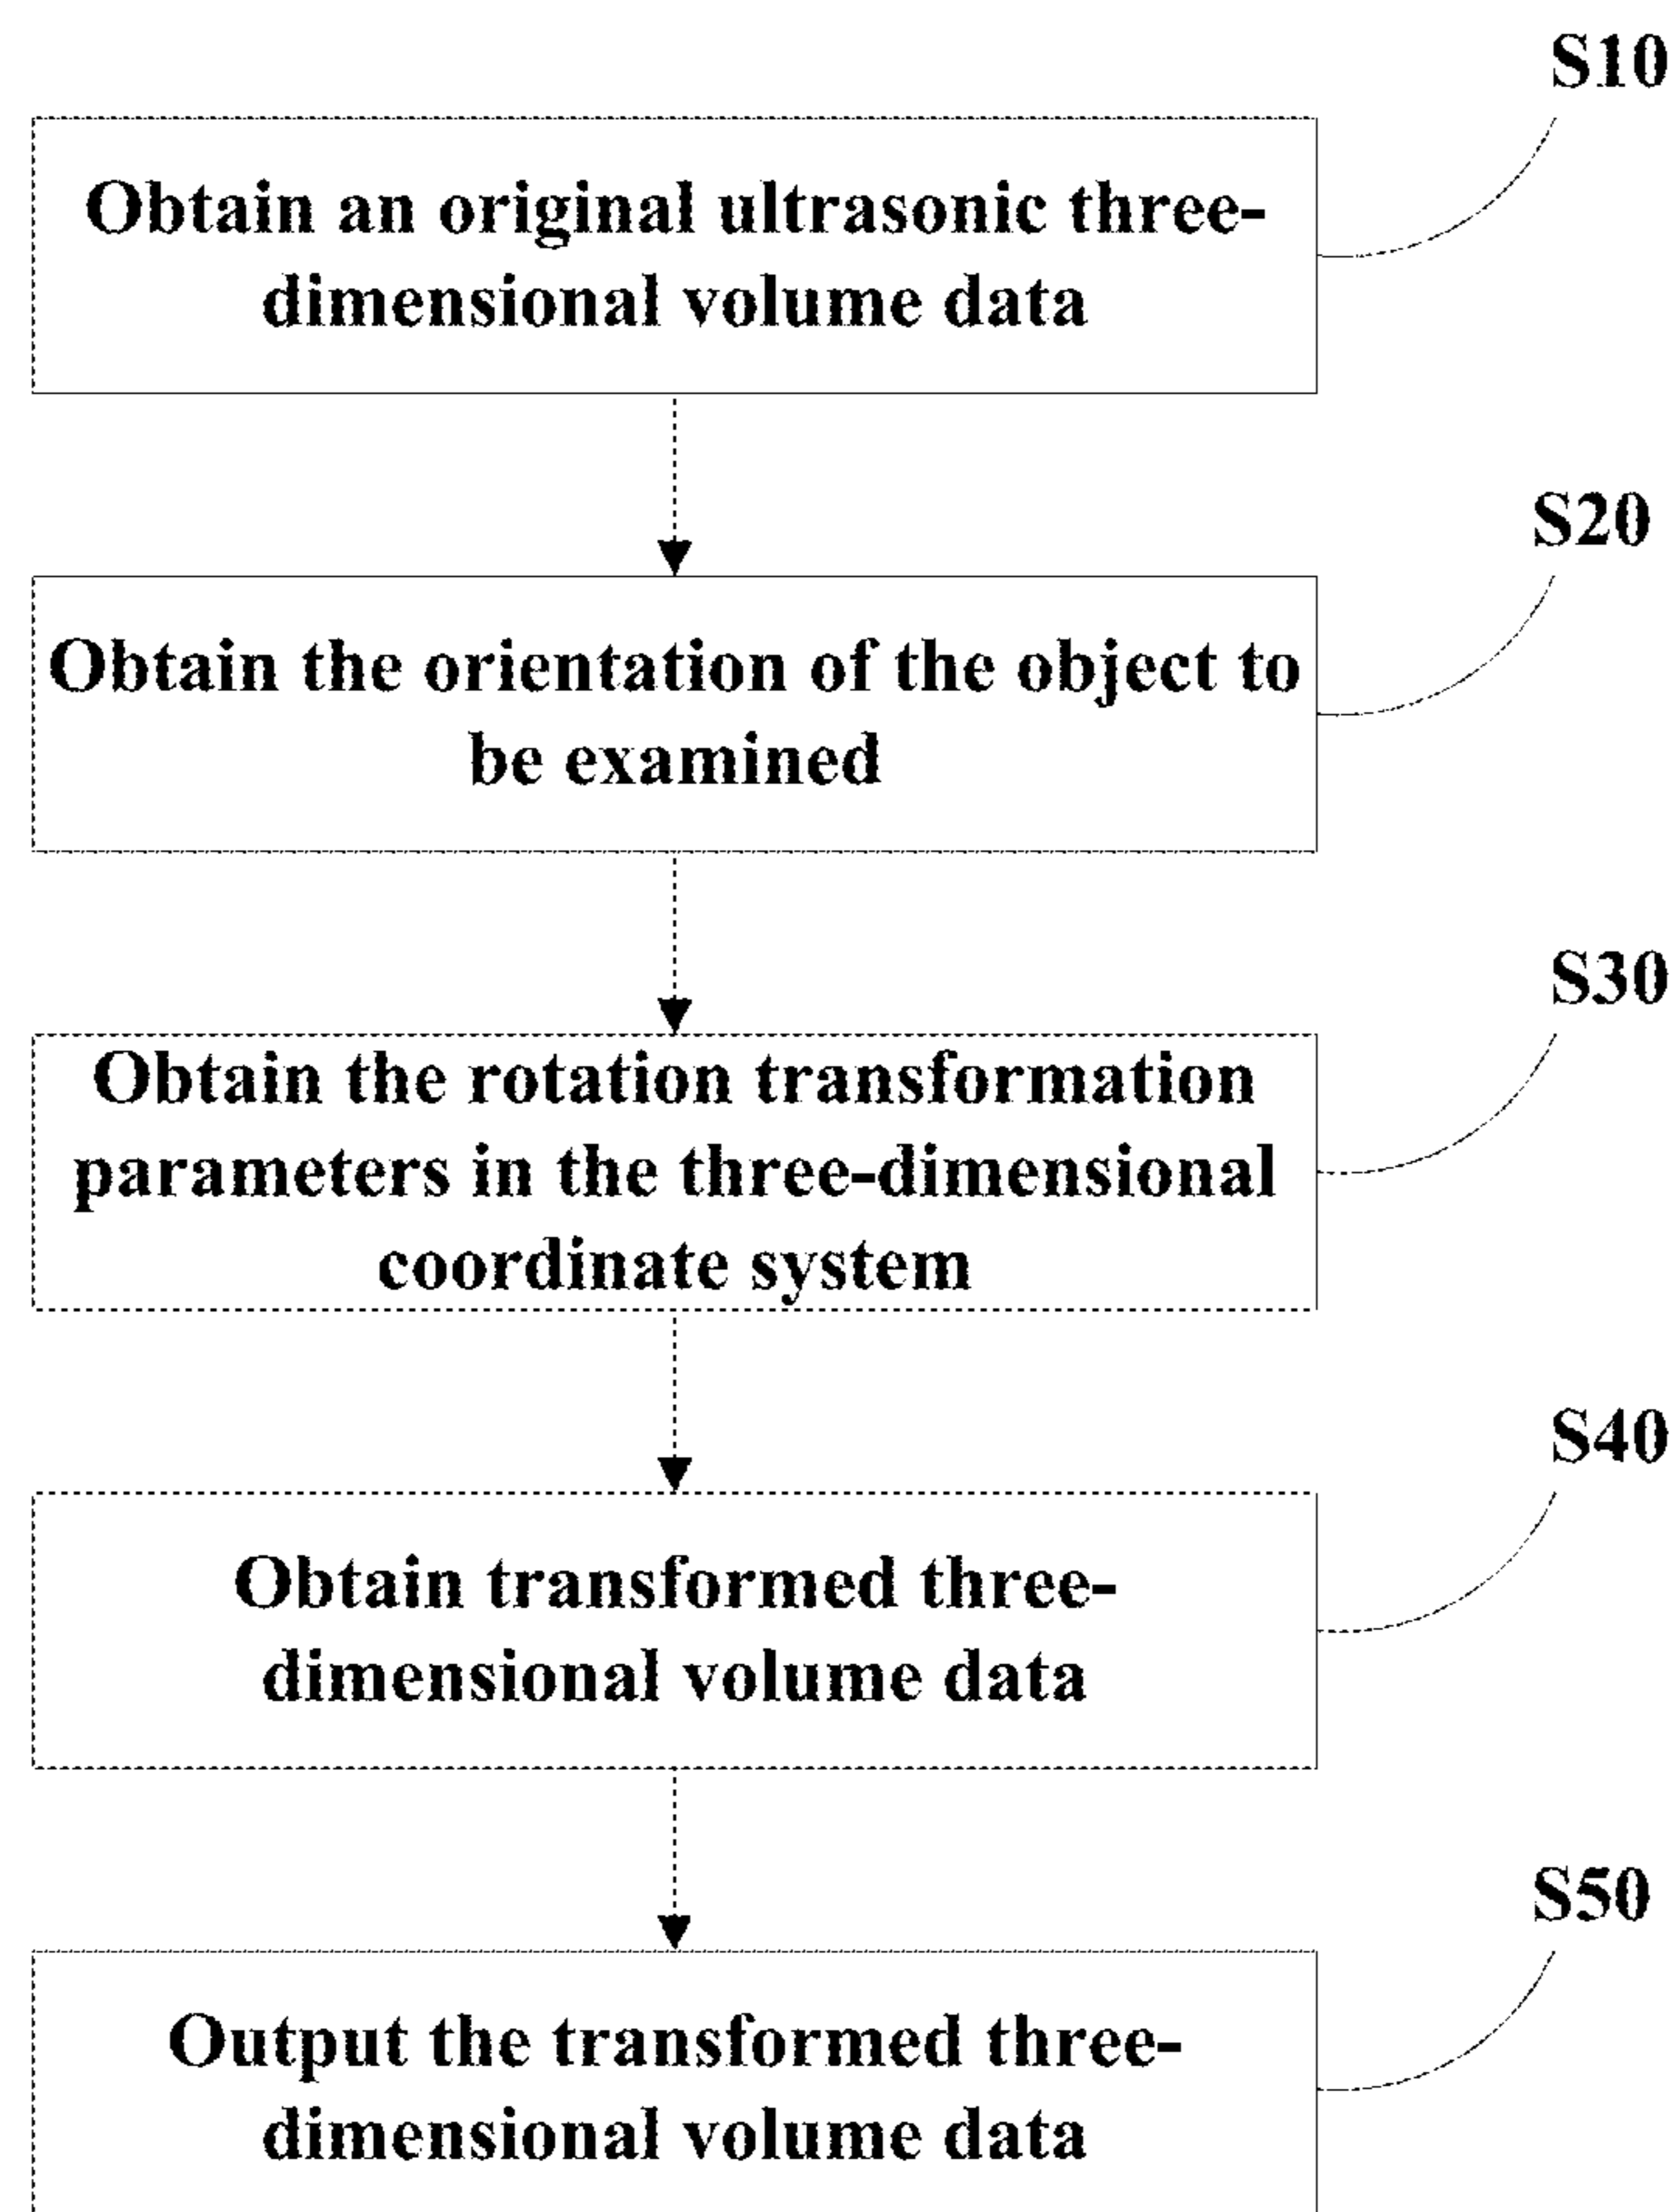 S10
Obtain an original ultrasonic three-
dimensional volume data
S20
Obtain the orientation of the object to
be examined
S30
Obtain the rotation transformation
parameters in the three-dimensional
coordinate system
S40
Obtain transformed three-
dimensional volume data
S50
Output the transformed three-
dimensional volume data